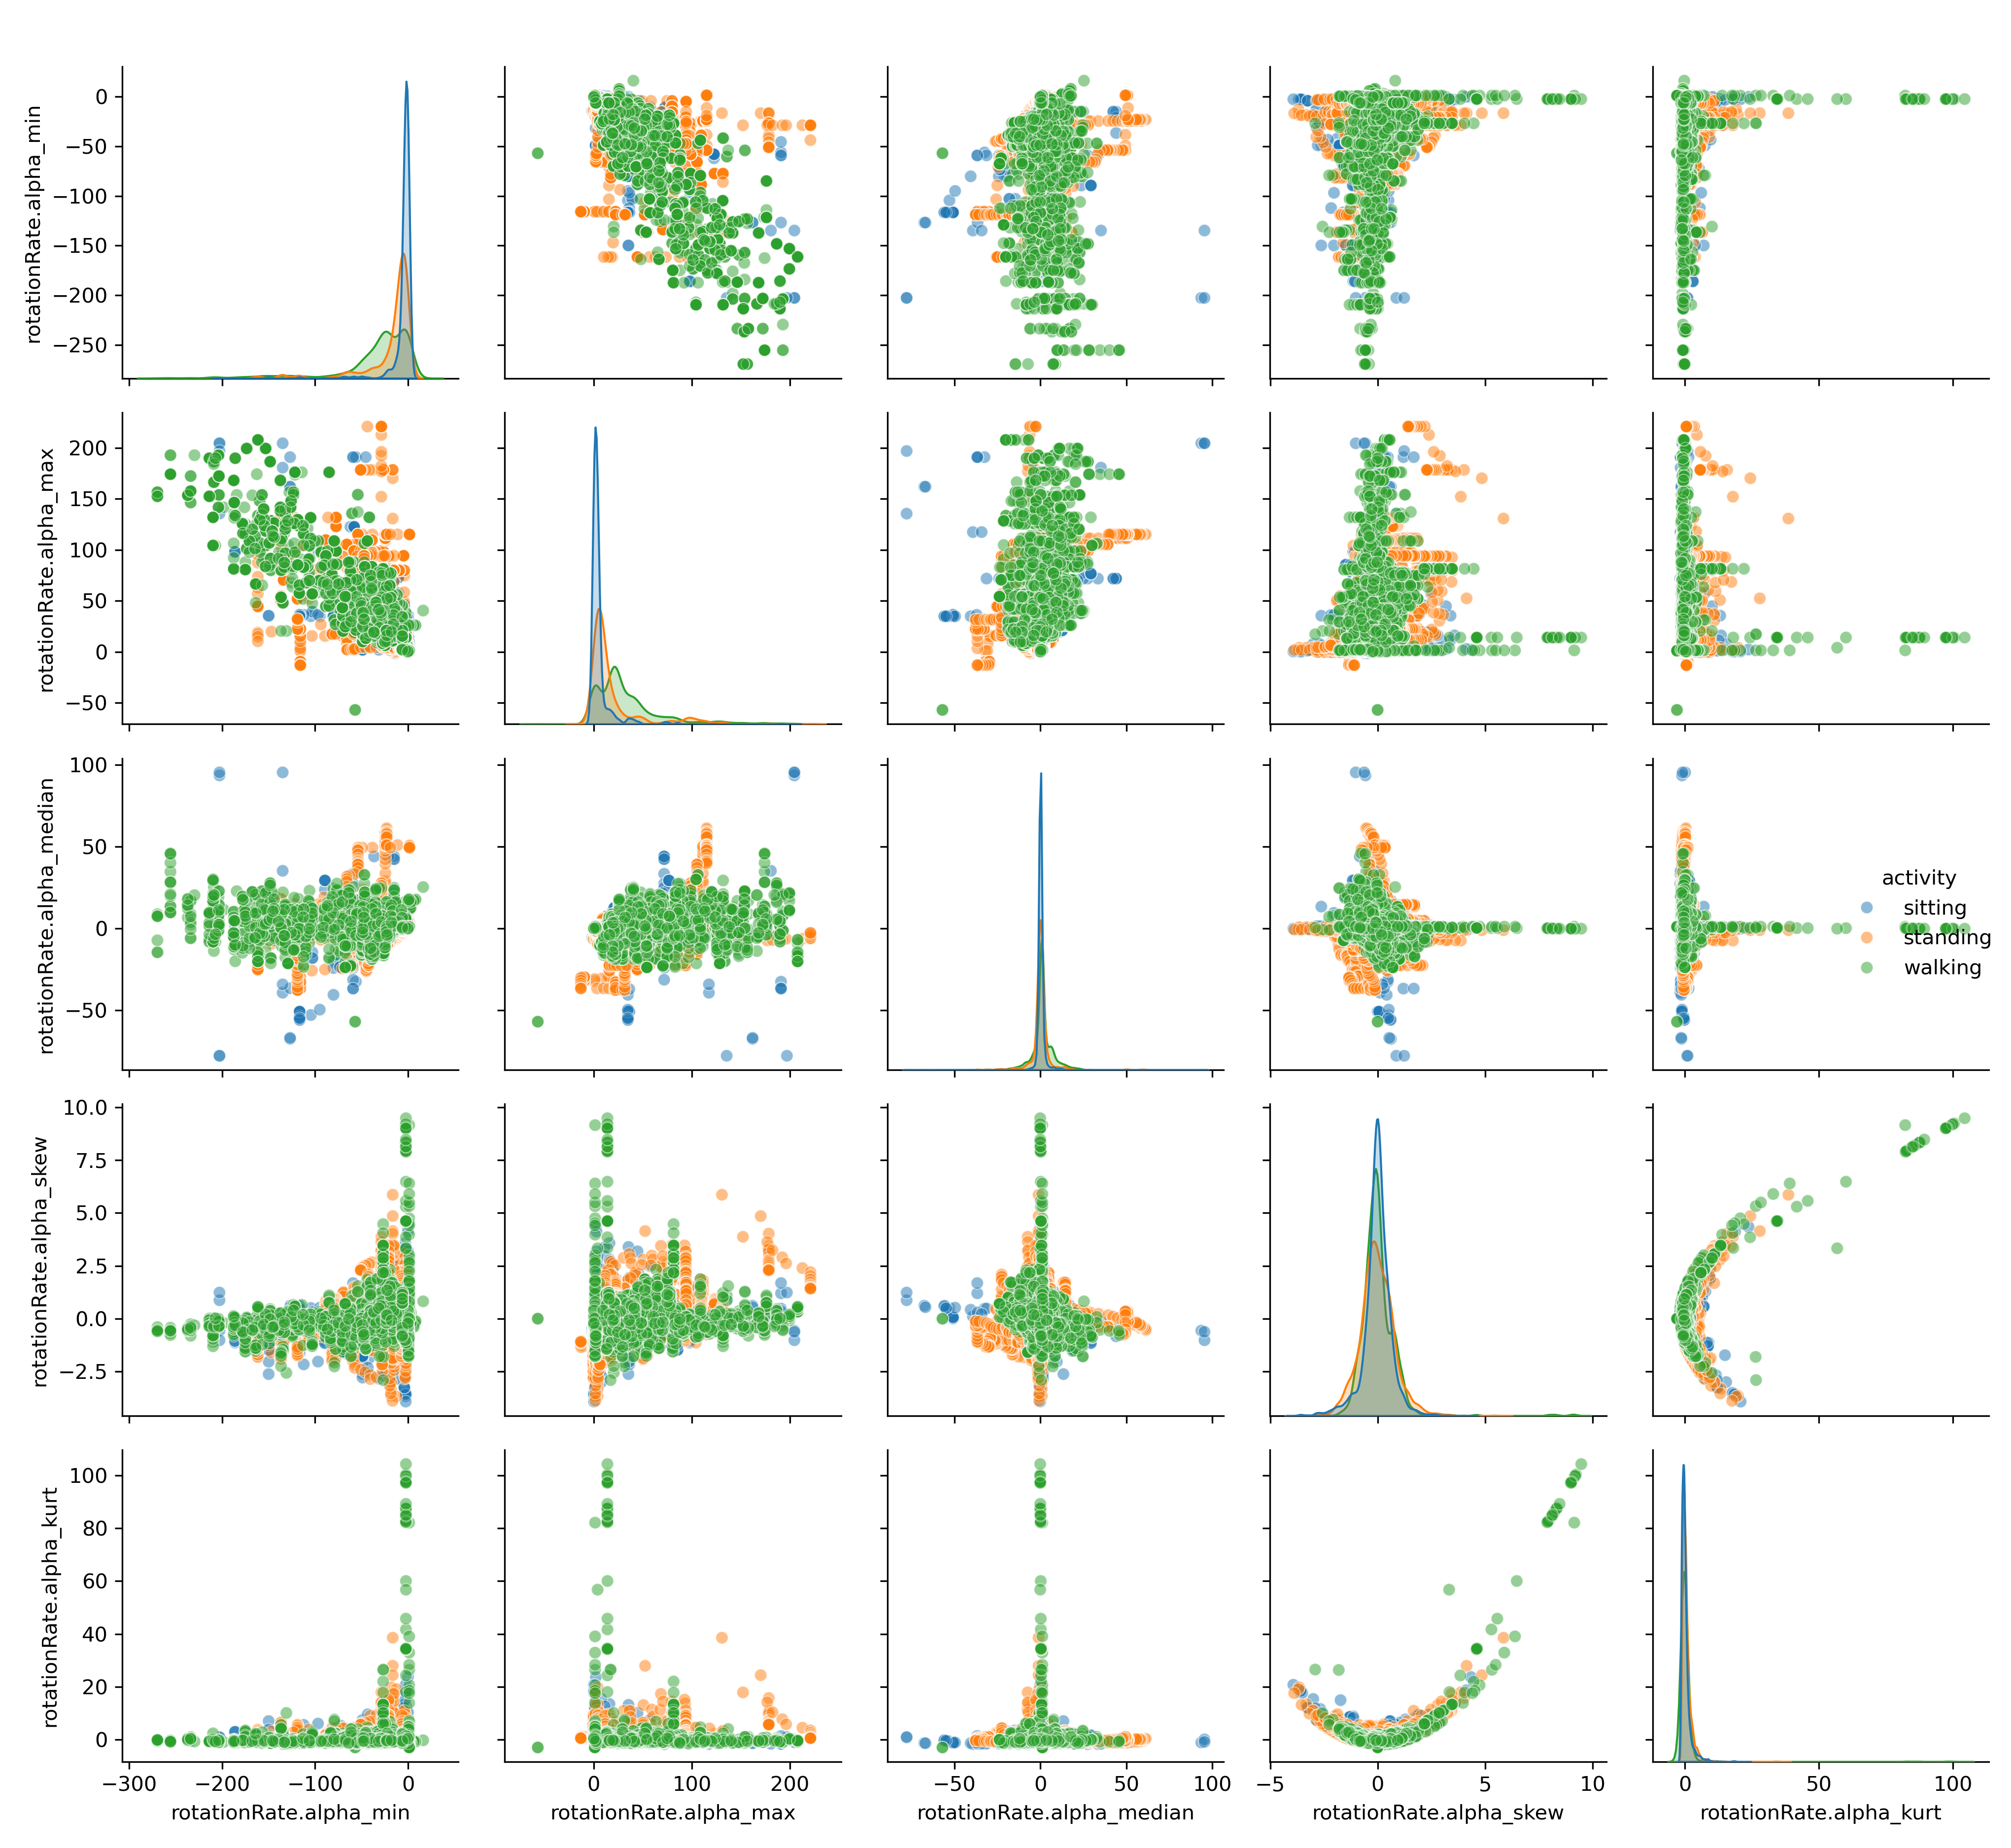 rotationRate.alpha_min
0
−50
−100
−150
−200
−250
rotationRate.alpha_max
200
150
100
50
0
−50
rotationRate.alpha_median
100
50
0
−50
activity
sitting
standing
walking
rotationRate.alpha_skew
10.0
7.5
5.0
2.5
0.0
−2.5
rotationRate.alpha_kurt
100
80
60
40
20
0
−300 −200 −100 0 0 100 200 −50 0 50 100 −5 0 5 10 0 50 100
rotationRate.alpha_min rotationRate.alpha_max rotationRate.alpha_median rotationRate.alpha_skew rotationRate.alpha_kurt